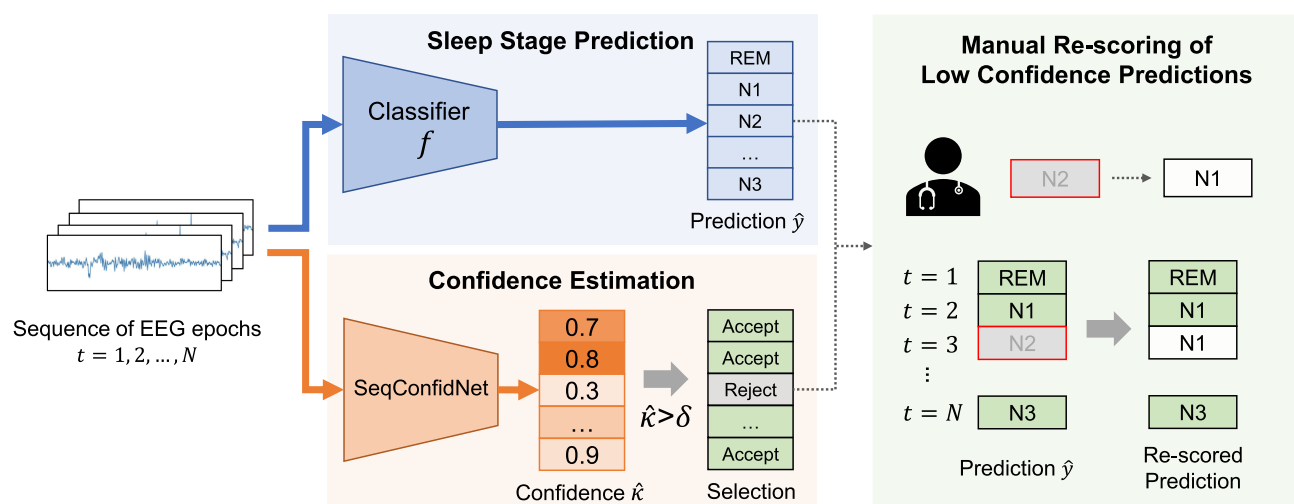 Sequence of EEG epochs
t = 1, 2, … , N
Sleep Stage Prediction
Classifier
f
REM
N1
N2
…
N3
Prediction ŷ
Confidence Estimation
SeqConfidNet
0.7
0.8
0.3
…
0.9
Confidence κ̂
κ̂>δ
Accept
Accept
Reject
…
Accept
Selection
Manual Re-scoring of
Low Confidence Predictions
N2
N1
t = 1
REM
REM
t = 2
N1
N1
t = 3
N2
N1
⋮
t = N
N3
N3
Prediction ŷ
Re-scored
Prediction